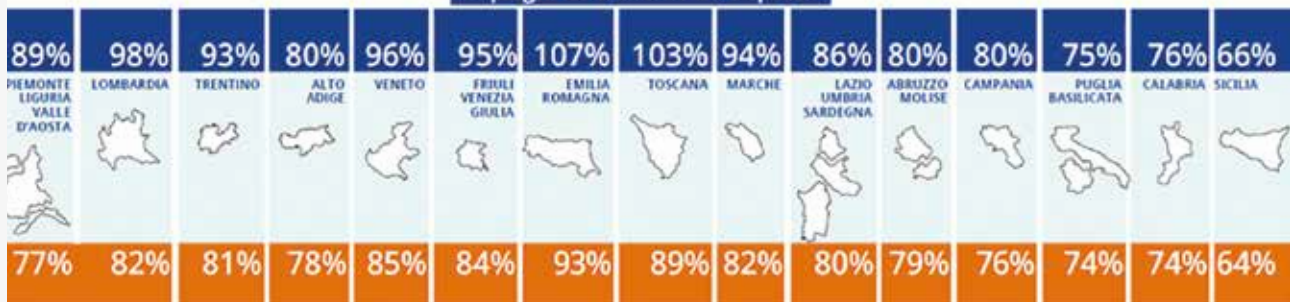 89% 98% 93% 80% 96% 95% 107% 103% 94% 86% 80% 80% 75% 76% 66%
PIEMONTE LIGURIA VALLE D'AOSTA
LOMBARDIA
TRENTINO
ALTO ADIGE
VENETO
FRIULI VENEZIA GIULIA
EMILIA ROMAGNA
TOSCANA
MARCHE
LAZIO UMBRIA SARDEGNA
ABRUZZO MOLISE
CAMPANIA
PUGLIA BASILICATA
CALABRIA
SICILIA
77% 82% 81% 78% 85% 84% 93% 89% 82% 80% 79% 76% 74% 74% 64%